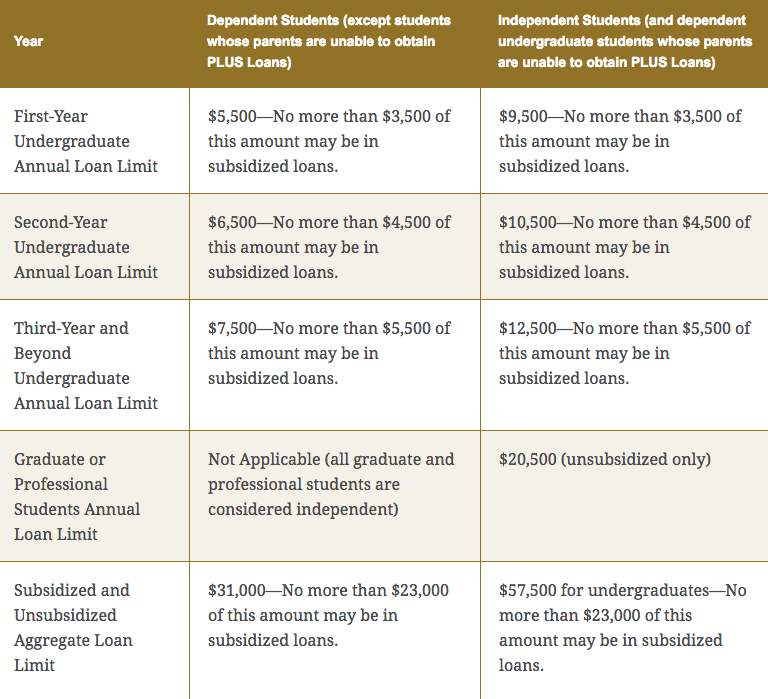 Year
Dependent Students (except students
whose parents are unable to obtain
PLUS Loans)
Independent Students (and dependent
undergraduate students whose parents
are unable to obtain PLUS Loans)
First-Year
Undergraduate
Annual Loan Limit
$5,500—No more than $3,500 of
this amount may be in
subsidized loans.
$9,500—No more than $3,500 of
this amount may be in
subsidized loans.
Second-Year
Undergraduate
Annual Loan Limit
$6,500—No more than $4,500 of
this amount may be in
subsidized loans.
$10,500—No more than $4,500 of
this amount may be in
subsidized loans.
Third-Year and
Beyond
Undergraduate
Annual Loan Limit
$7,500—No more than $5,500 of
this amount may be in
subsidized loans.
$12,500—No more than $5,500 of
this amount may be in
subsidized loans.
Graduate or
Professional
Students Annual
Loan Limit
Not Applicable (all graduate and
professional students are
considered independent)
$20,500 (unsubsidized only)
Subsidized and
Unsubsidized
Aggregate Loan
Limit
$31,000—No more than $23,000
of this amount may be in
subsidized loans.
$57,500 for undergraduates—No
more than $23,000 of this
amount may be in subsidized
loans.